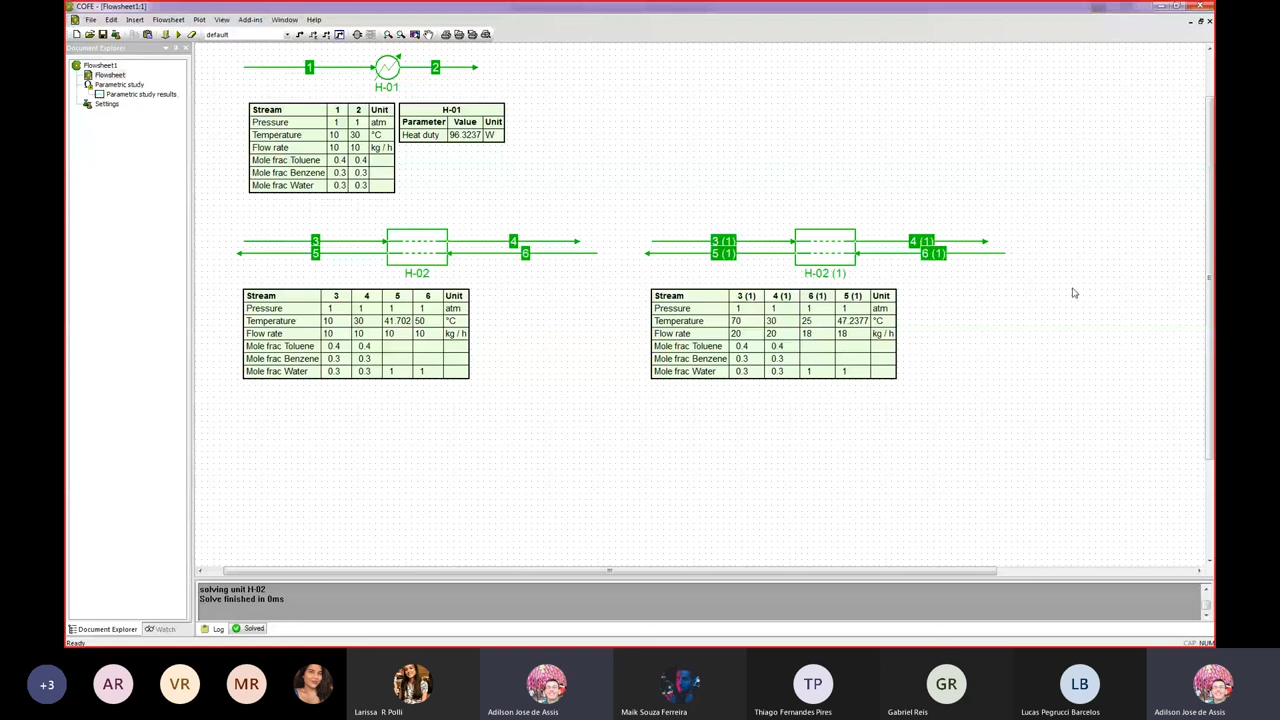 COFE - [Flowsheet1:1]
File Edit Insert Flowsheet Plot View Add-ins Window Help
default
Document Explorer
Flowsheet1
Flowsheet
Parametric study
Parametric study results
Settings
1 2
H-01
Stream 1 2 Unit
Pressure 1 1 atm
Temperature 10 30 °C
Flow rate 10 10 kg / h
Mole frac Toluene 0.4 0.4
Mole frac Benzene 0.3 0.3
Mole frac Water 0.3 0.3
H-01
Parameter Value Unit
Heat duty 96.3237 W
3 4
5 6
H-02
Stream 3 4 5 6 Unit
Pressure 1 1 1 1 atm
Temperature 10 30 41.702 50 °C
Flow rate 10 10 10 10 kg / h
Mole frac Toluene 0.4 0.4
Mole frac Benzene 0.3 0.3
Mole frac Water 0.3 0.3 1 1
3 (1) 4 (1)
5 (1) 6 (1)
H-02 (1)
Stream 3 (1) 4 (1) 6 (1) 5 (1) Unit
Pressure 1 1 1 1 atm
Temperature 70 30 25 47.2377 °C
Flow rate 20 20 18 18 kg / h
Mole frac Toluene 0.4 0.4
Mole frac Benzene 0.3 0.3
Mole frac Water 0.3 0.3 1 1
solving unit H-02
Solve finished in 0ms
Document Explorer Watch Log Solved
Ready CAP NUM
+3 AR VR MR TP GR LB
Larissa R Polli Adilson Jose de Assis Maik Souza Ferreira Thiago Fernandes Pires Gabriel Reis Lucas Pegrucci Barcelos Adilson Jose de Assis